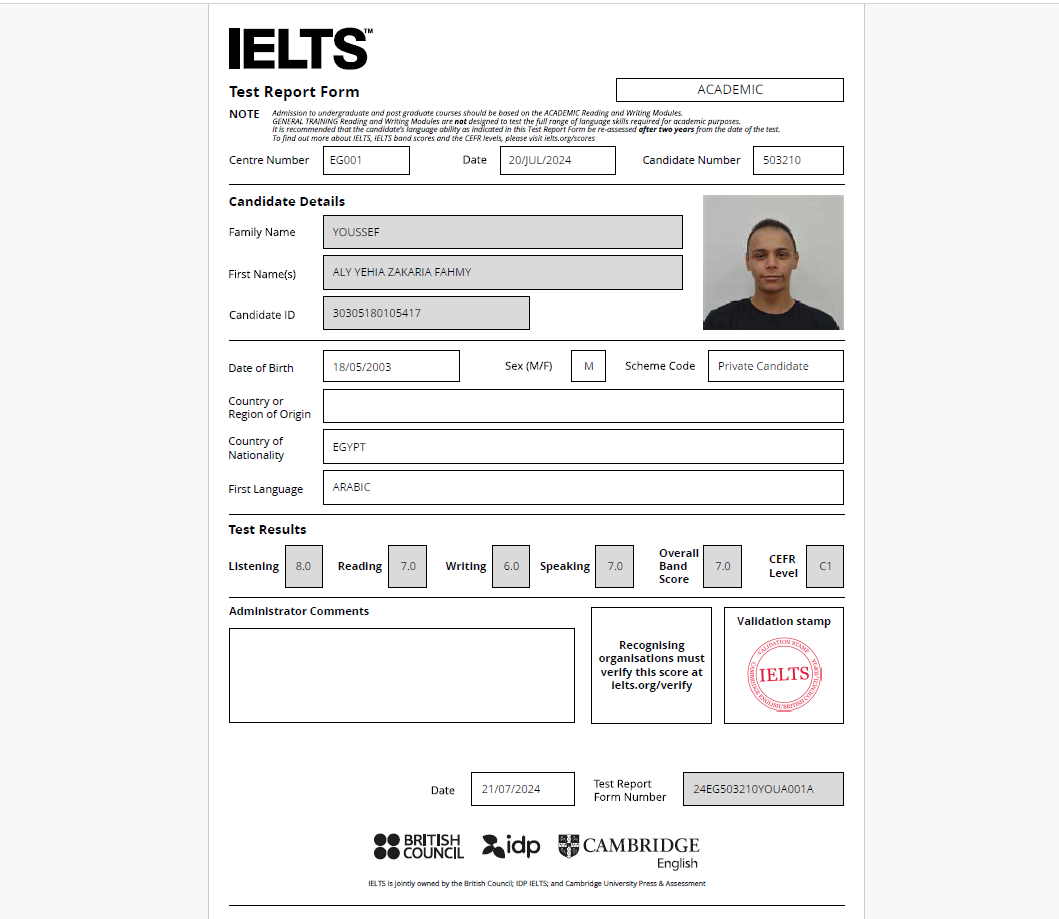 IELTS™
Test Report Form
ACADEMIC
NOTE Admission to undergraduate and post graduate courses should be based on the ACADEMIC Reading and Writing Modules.
GENERAL TRAINING Reading and Writing Modules are not designed to test the full range of language skills required for academic purposes.
It is recommended that the candidate's language ability as indicated in this Test Report Form be re-assessed after two years from the date of the test.
To find out more about IELTS, IELTS band scores and the CEFR levels, please visit ielts.org/scores
Centre Number EG001 Date 20/JUL/2024 Candidate Number 503210
Candidate Details
Family Name YOUSSEF
First Name(s) ALY YEHIA ZAKARIA FAHMY
Candidate ID 30305180105417
Date of Birth 18/05/2003 Sex (M/F) M Scheme Code Private Candidate
Country or
Region of Origin
Country of
Nationality EGYPT
First Language ARABIC
Test Results
Listening 8.0 Reading 7.0 Writing 6.0 Speaking 7.0 Overall Band Score 7.0 CEFR Level C1
Administrator Comments
Recognising
organisations must
verify this score at
ielts.org/verify
Validation stamp
VALIDATION STAMP
IELTS
CAMBRIDGE ENGLISH/BRITISH COUNCIL/IDP:IA
Date 21/07/2024 Test Report
Form Number 24EG503210YOUA001A
BRITISH
COUNCIL
idp
CAMBRIDGE
English
IELTS is jointly owned by the British Council; IDP IELTS; and Cambridge University Press & Assessment